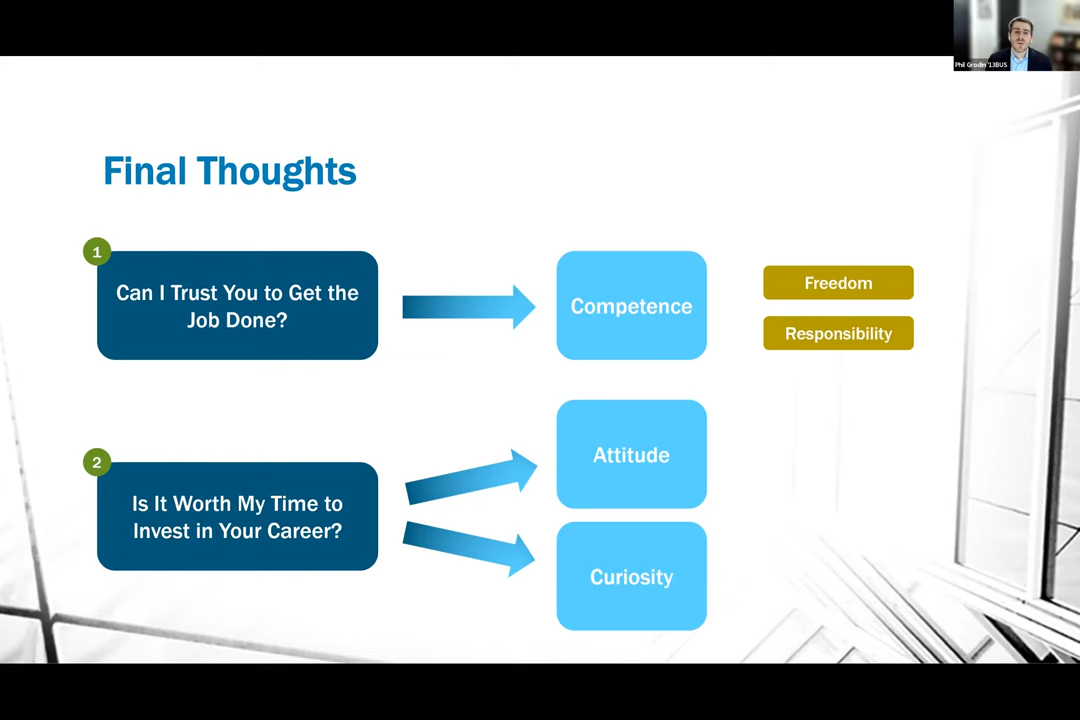 Phil Grodin '13BUS
Final Thoughts
1
Can I Trust You to Get the
Job Done?
Competence
Freedom
Responsibility
2
Is It Worth My Time to
Invest in Your Career?
Attitude
Curiosity